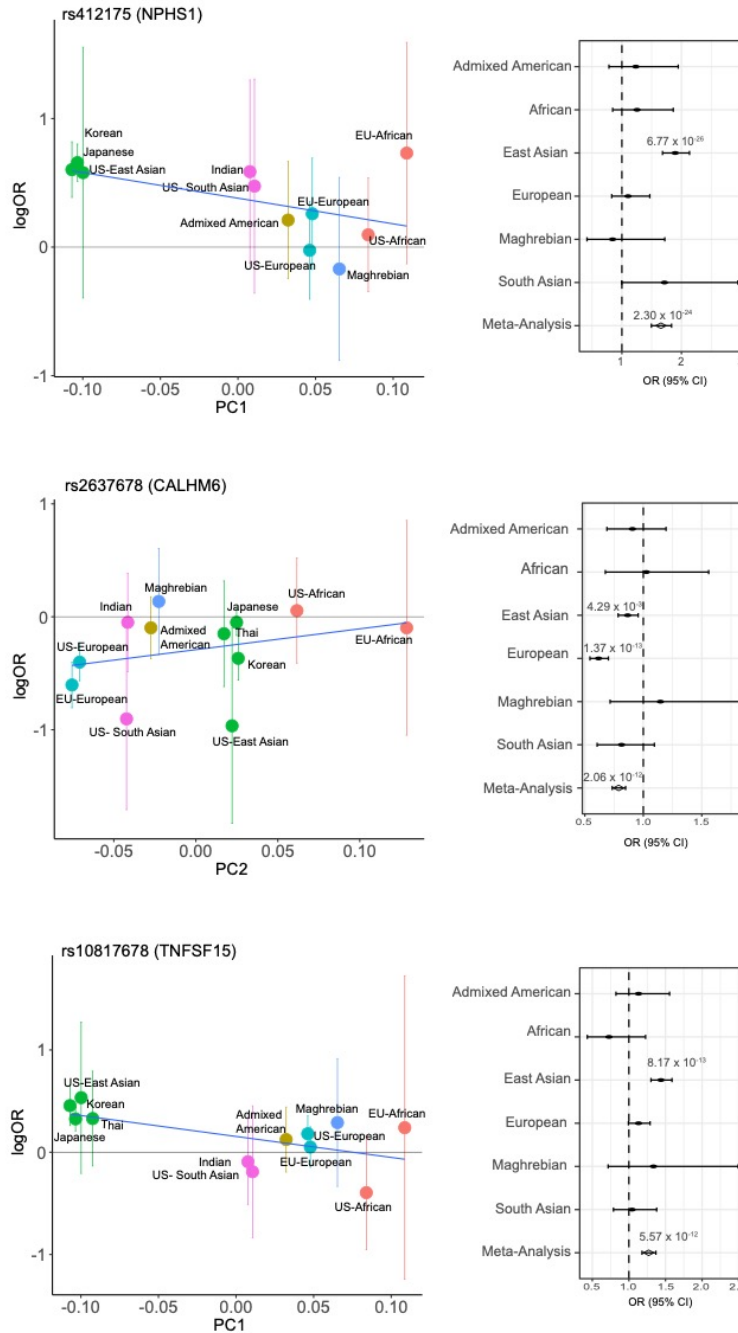 rs412175 (NPHS1)
logOR
1
0
-1
Korean
Japanese
US-East Asian
Indian
US- South Asian
Admixed American
EU-European
US-European
Maghrebian
EU-African
US-African
-0.10
0.00
0.05
0.10
PC1
Admixed American
African
East Asian
European
Maghrebian
South Asian
Meta-Analysis
6.77 x 10-26
2.30 x 10-24
1
2
OR (95% CI)
rs2637678 (CALHM6)
logOR
1
0
-1
Maghrebian
Indian
Admixed
American
US-European
EU-European
US- South Asian
Japanese
Thai
Korean
US-East Asian
US-African
EU-African
-0.05
0.00
0.05
0.10
PC2
Admixed American
African
East Asian
European
Maghrebian
South Asian
Meta-Analysis
1.37 x 10-13
2.06 x 10-12
0.5
1.0
1.5
OR (95% CI)
rs10817678 (TNFSF15)
logOR
1
0
-1
US-East Asian
Korean
Thai
Japanese
Indian
US- South Asian
Admixed
American
Maghrebian
US-European
EU-European
EU-African
US-African
-0.10
-0.05
0.00
0.05
0.10
PC1
Admixed American
African
East Asian
European
Maghrebian
South Asian
Meta-Analysis
8.17 x 10-13
5.57 x 10-12
0.5
1.0
1.5
2.0
OR (95% CI)